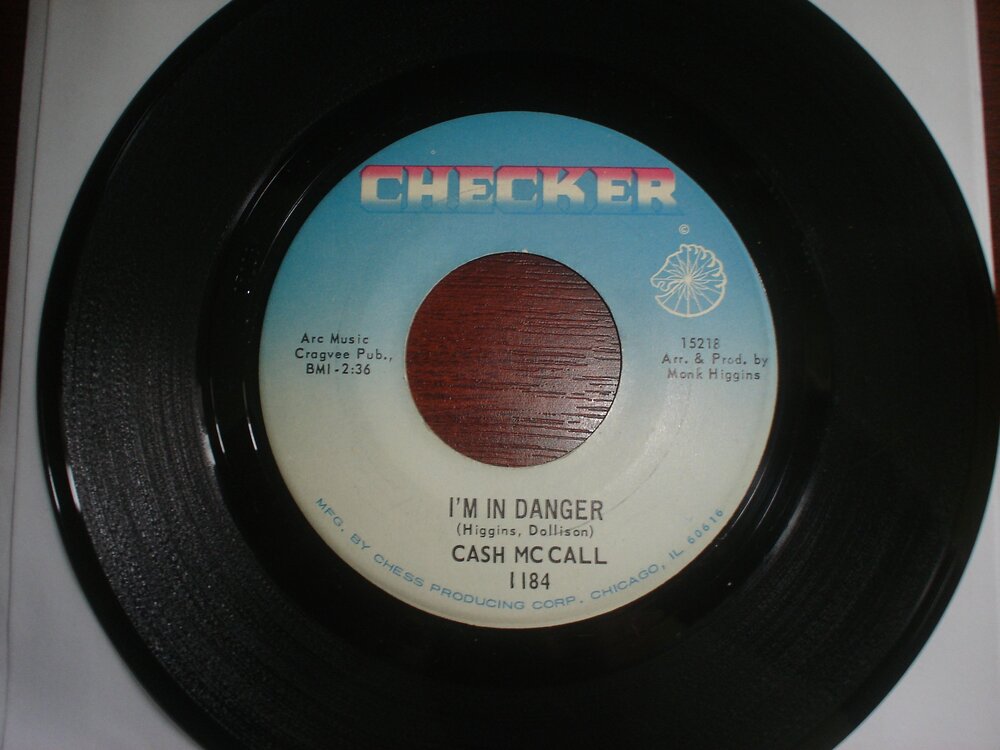 CHECKER
©
Arc Music
Cragvee Pub.,
BMI - 2:36
15218
Arr. & Prod. by
Monk Higgins
I'M IN DANGER
(Higgins, Dollison)
CASH MC CALL
1184
MFG. BY CHESS PRODUCING CORP. CHICAGO, IL 60616